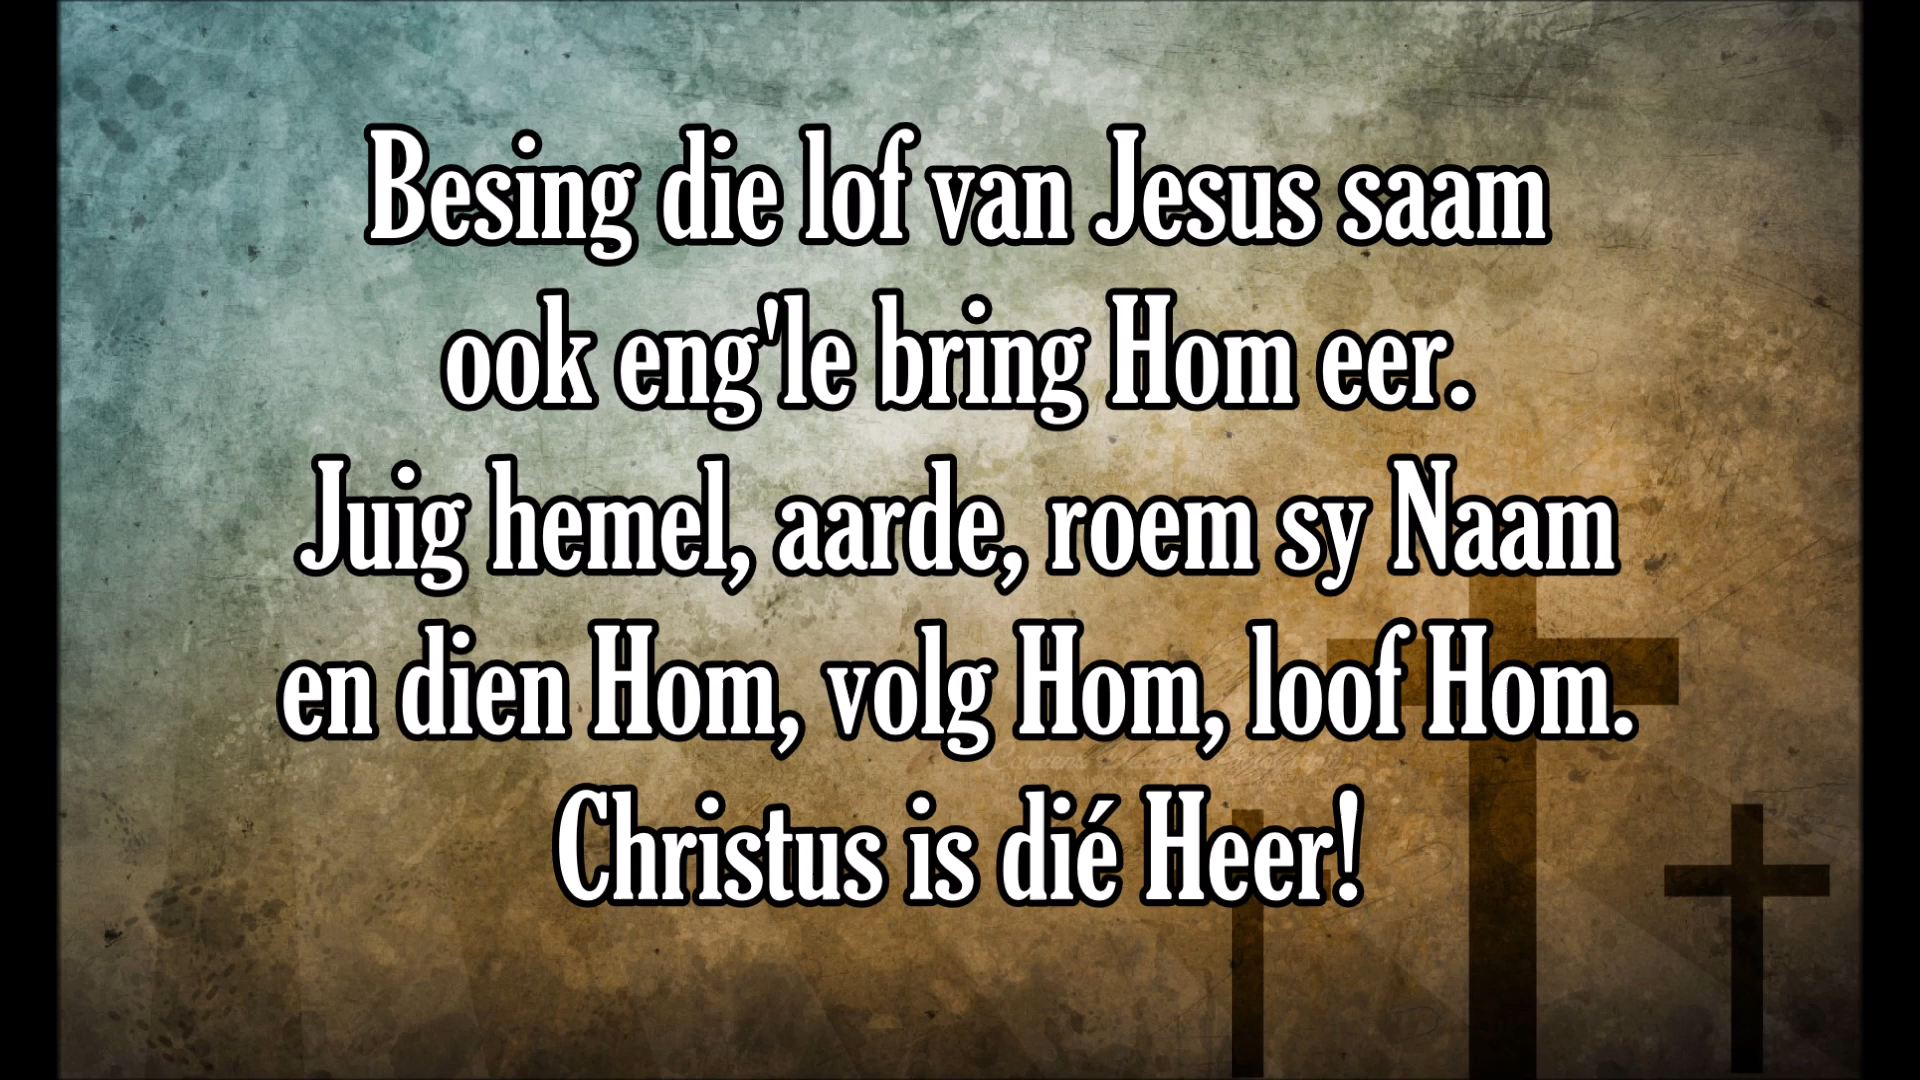 Besing die lof van Jesus saam
ook eng'le bring Hom eer.
Juig hemel, aarde, roem sy Naam
en dien Hom, volg Hom, loof Hom.
Christus is dié Heer!